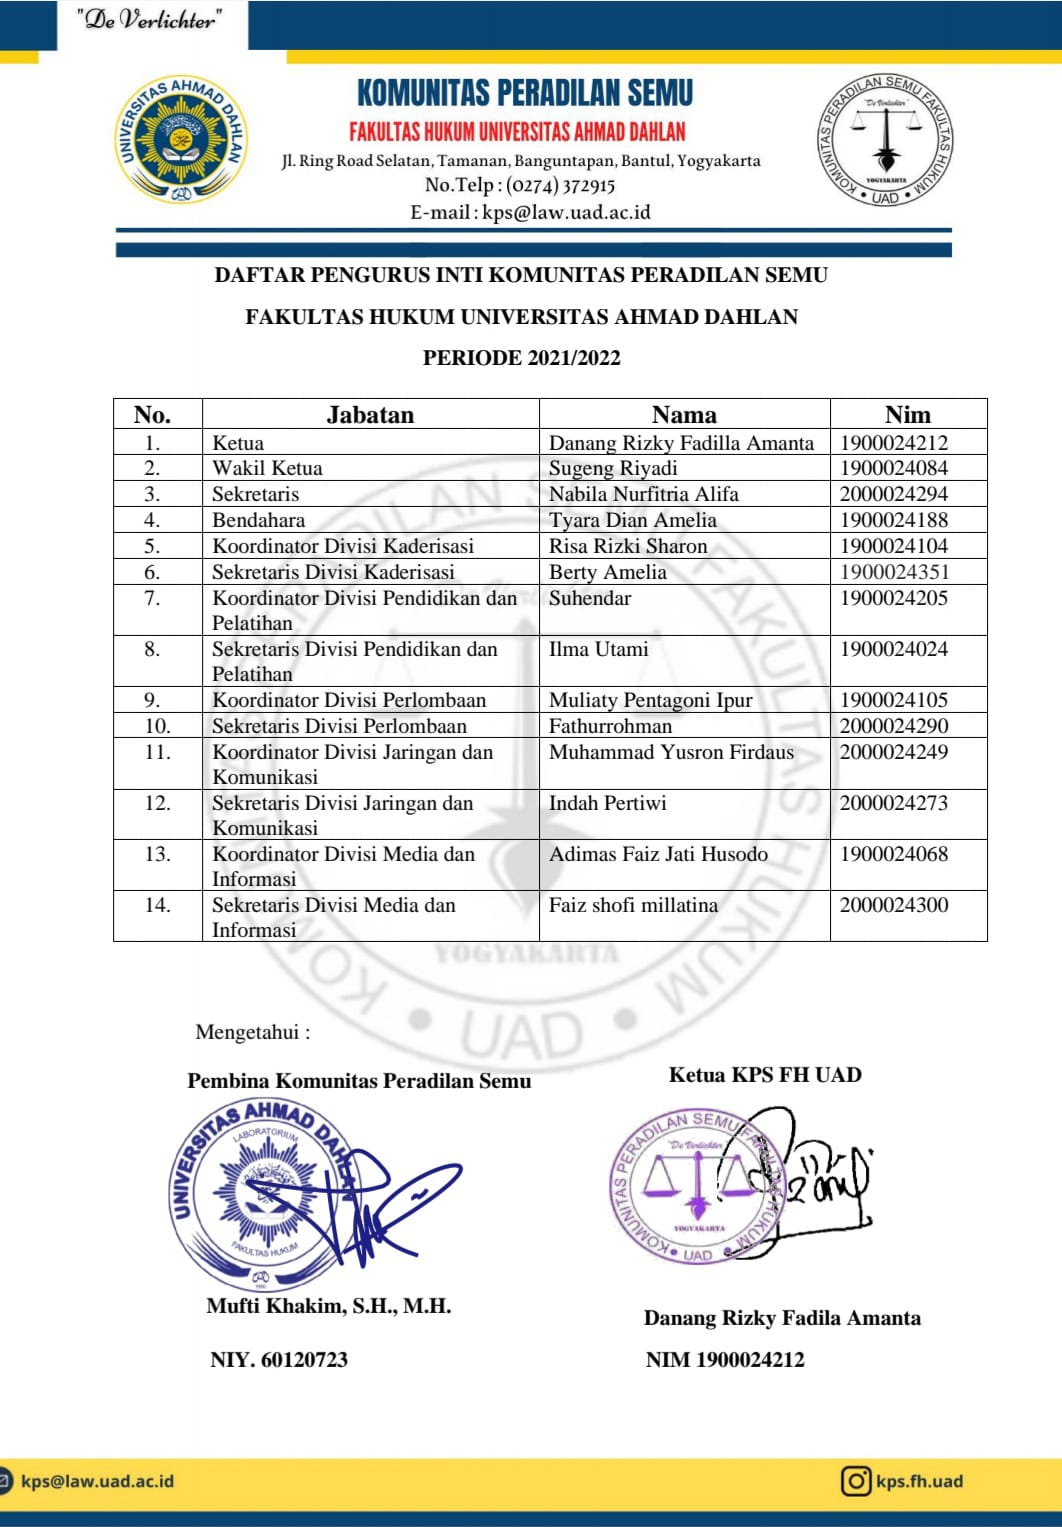 "De Verlichter"
KOMUNITAS PERADILAN SEMU
FAKULTAS HUKUM UNIVERSITAS AHMAD DAHLAN
Jl. Ring Road Selatan, Tamanan, Banguntapan, Bantul, Yogyakarta
No.Telp : (0274) 372915
E-mail : kps@law.uad.ac.id
UNIVERSITAS AHMAD DAHLAN
KOMUNITAS PERADILAN SEMU FAKULTAS HUKUM
"De Verlichter"
YOGYAKARTA
• UAD •
DAFTAR PENGURUS INTI KOMUNITAS PERADILAN SEMU
FAKULTAS HUKUM UNIVERSITAS AHMAD DAHLAN
PERIODE 2021/2022
No. Jabatan Nama Nim
1. Ketua Danang Rizky Fadilla Amanta 1900024212
2. Wakil Ketua Sugeng Riyadi 1900024084
3. Sekretaris Nabila Nurfitria Alifa 2000024294
4. Bendahara Tyara Dian Amelia 1900024188
5. Koordinator Divisi Kaderisasi Risa Rizki Sharon 1900024104
6. Sekretaris Divisi Kaderisasi Berty Amelia 1900024351
7. Koordinator Divisi Pendidikan dan Suhendar 1900024205
Pelatihan
8. Sekretaris Divisi Pendidikan dan Ilma Utami 1900024024
Pelatihan
9. Koordinator Divisi Perlombaan Muliaty Pentagoni Ipur 1900024105
10. Sekretaris Divisi Perlombaan Fathurrohman 2000024290
11. Koordinator Divisi Jaringan dan Muhammad Yusron Firdaus 2000024249
Komunikasi
12. Sekretaris Divisi Jaringan dan Indah Pertiwi 2000024273
Komunikasi
13. Koordinator Divisi Media dan Adimas Faiz Jati Husodo 1900024068
Informasi
14. Sekretaris Divisi Media dan Faiz shofi millatina 2000024300
Informasi
KOMUNITAS PERADILAN SEMU FAKULTAS HUKUM
YOGYAKARTA
• UAD •
Mengetahui :
Pembina Komunitas Peradilan Semu
Ketua KPS FH UAD
UNIVERSITAS AHMAD DAHLAN
LABORATORIUM
FAKULTAS HUKUM
KOMUNITAS PERADILAN SEMU FAKULTAS HUKUM
"De Verlichter"
YOGYAKARTA
• UAD •
Mufti Khakim, S.H., M.H.
Danang Rizky Fadila Amanta
NIY. 60120723
NIM 1900024212
kps@law.uad.ac.id
kps.fh.uad